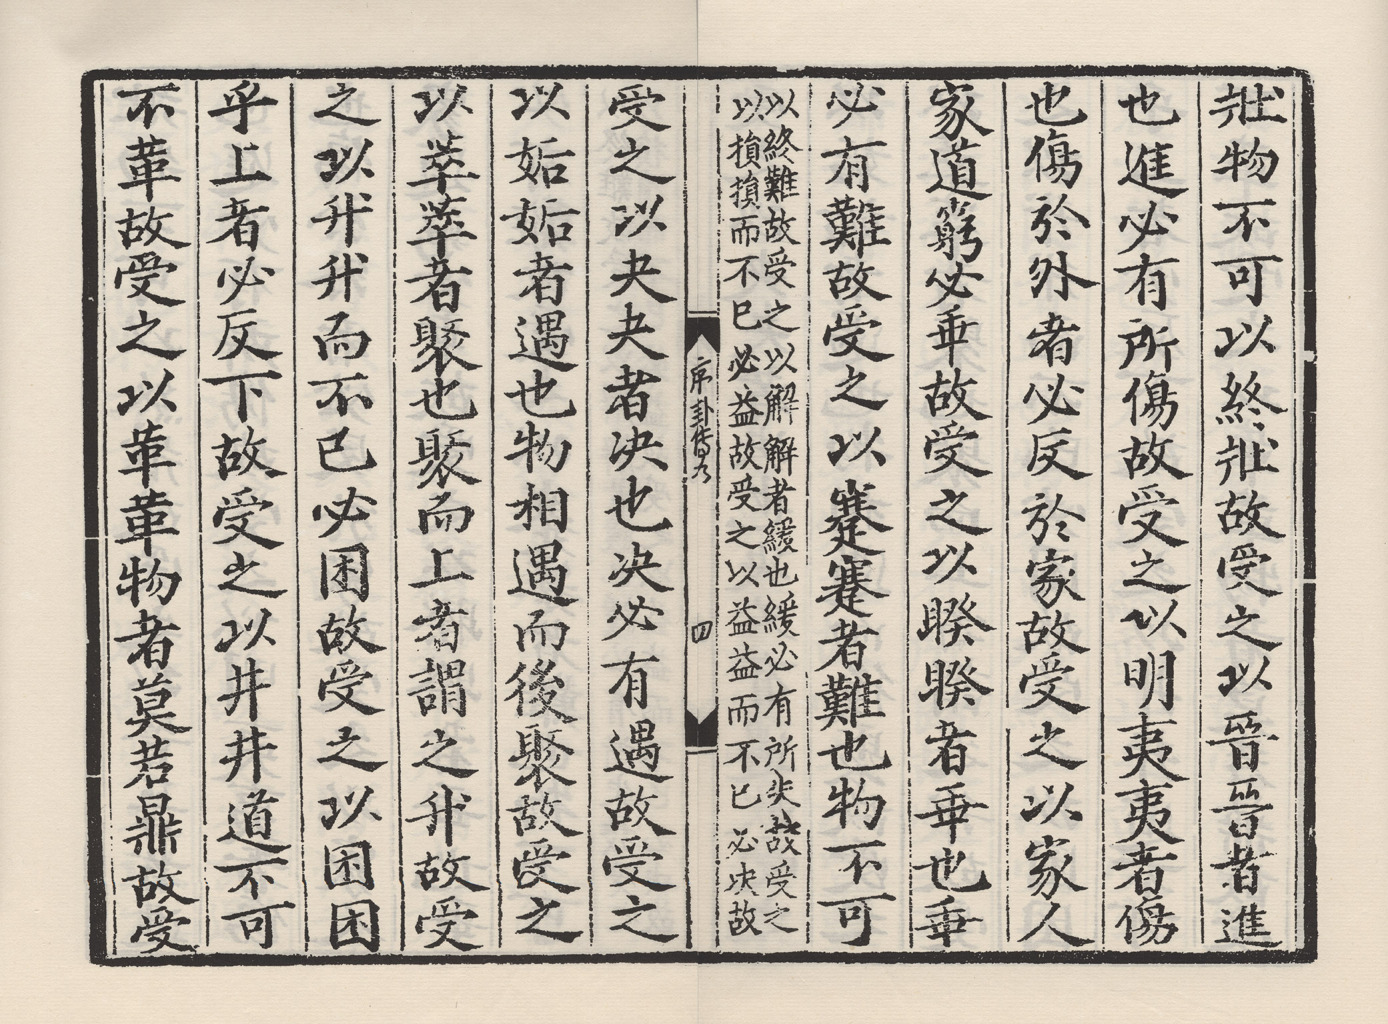 壯物不可以終壯故受之以晉晉者進
也進必有所傷故受之以明夷夷者傷
也傷於外者必反於家故受之以家人
家道窮必乖故受之以睽睽者乖也乖
必有難故受之以蹇蹇者難也物不可
以終難故受之以解解者緩也緩必有所失故受之
以損損而不已必益故受之以益益而不已必决故
序卦傳九
四
受之以夬夬者决也决必有遇故受之
以姤姤者遇也物相遇而後聚故受之
以萃萃者聚也聚而上者謂之升故受
之以升升而不已必困故受之以困困
乎上者必反下故受之以井井道不可
不革故受之以革革物者莫若鼎故受